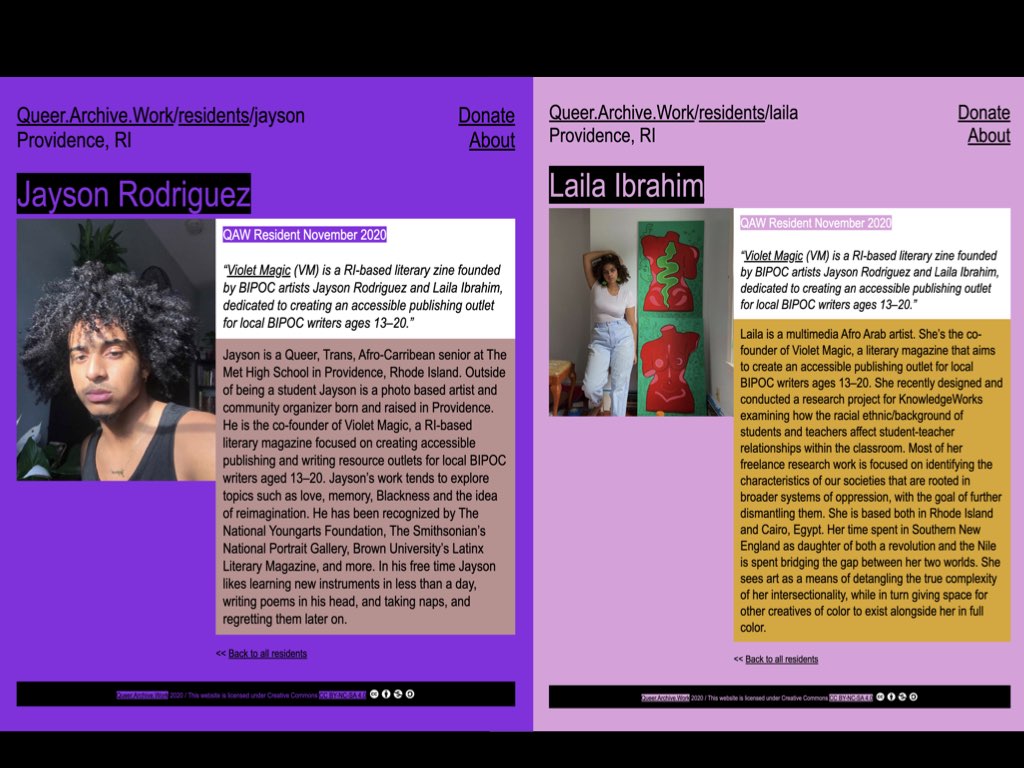 Queer.Archive.Work/residents/jayson
Providence, RI
Donate
About
Jayson Rodriguez
QAW Resident November 2020
“Violet Magic (VM) is a RI-based literary zine founded
by BIPOC artists Jayson Rodriguez and Laila Ibrahim,
dedicated to creating an accessible publishing outlet
for local BIPOC writers ages 13–20.”
Jayson is a Queer, Trans, Afro-Carribean senior at The
Met High School in Providence, Rhode Island. Outside
of being a student Jayson is a photo based artist and
community organizer born and raised in Providence.
He is the co-founder of Violet Magic, a RI-based
literary magazine focused on creating accessible
publishing and writing resource outlets for local BIPOC
writers aged 13–20. Jayson’s work tends to explore
topics such as love, memory, Blackness and the idea
of reimagination. He has been recognized by The
National Youngarts Foundation, The Smithsonian’s
National Portrait Gallery, Brown University’s Latinx
Literary Magazine, and more. In his free time Jayson
likes learning new instruments in less than a day,
writing poems in his head, and taking naps, and
regretting them later on.
<< Back to all residents
Queer.Archive.Work 2020 / This website is licensed under Creative Commons CC BY-NC-SA 4.0
Queer.Archive.Work/residents/laila
Providence, RI
Donate
About
Laila Ibrahim
QAW Resident November 2020
“Violet Magic (VM) is a RI-based literary zine founded
by BIPOC artists Jayson Rodriguez and Laila Ibrahim,
dedicated to creating an accessible publishing outlet
for local BIPOC writers ages 13–20.”
Laila is a multimedia Afro Arab artist. She’s the co-
founder of Violet Magic, a literary magazine that aims
to create an accessible publishing outlet for local
BIPOC writers ages 13–20. She recently designed and
conducted a research project for KnowledgeWorks
examining how the racial ethnic/background of
students and teachers affect student-teacher
relationships within the classroom. Most of her
freelance research work is focused on identifying the
characteristics of our societies that are rooted in
broader systems of oppression, with the goal of further
dismantling them. She is based both in Rhode Island
and Cairo, Egypt. Her time spent in Southern New
England as daughter of both a revolution and the Nile
is spent bridging the gap between her two worlds. She
sees art as a means of detangling the true complexity
of her intersectionality, while in turn giving space for
other creatives of color to exist alongside her in full
color.
<< Back to all residents
Queer.Archive.Work 2020 / This website is licensed under Creative Commons CC BY-NC-SA 4.0